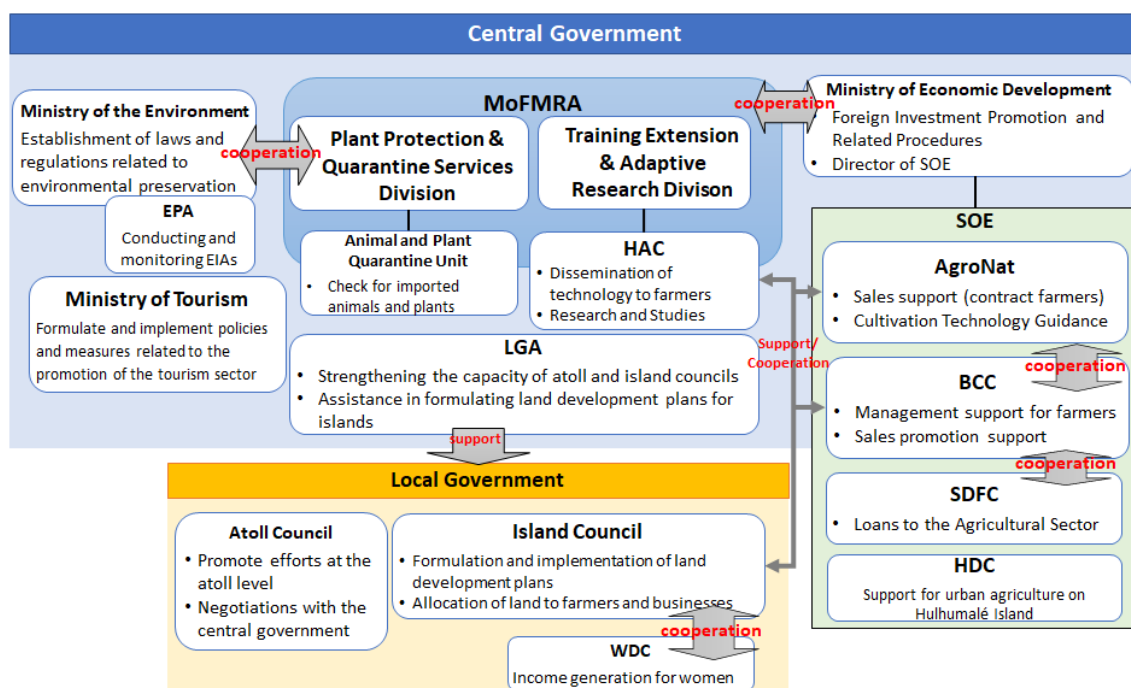 Central Government
Ministry of the Environment
Establishment of laws and
regulations related to
environmental preservation
cooperation
EPA
Conducting and
monitoring EIAs
Ministry of Tourism
Formulate and implement policies
and measures related to the
promotion of the tourism sector
MoFMRA
Plant Protection &
Quarantine Services
Division
Training Extension
& Adaptive
Research Divison
Animal and Plant
Quarantine Unit
• Check for imported
animals and plants
HAC
• Dissemination of
technology to farmers
• Research and Studies
LGA
• Strengthening the capacity of atoll and island councils
• Assistance in formulating land development plans for
islands
cooperation
Ministry of Economic Development
• Foreign Investment Promotion and
Related Procedures
• Director of SOE
SOE
AgroNat
• Sales support (contract farmers)
• Cultivation Technology Guidance
cooperation
BCC
• Management support for farmers
• Sales promotion support
cooperation
SDFC
• Loans to the Agricultural Sector
HDC
Support for urban agriculture on
Hulhumalé Island
Support/
Cooperation
support
Local Government
Atoll Council
• Promote efforts at the
atoll level
• Negotiations with the
central government
Island Council
• Formulation and implementation of land
development plans
• Allocation of land to farmers and businesses
cooperation
WDC
Income generation for women